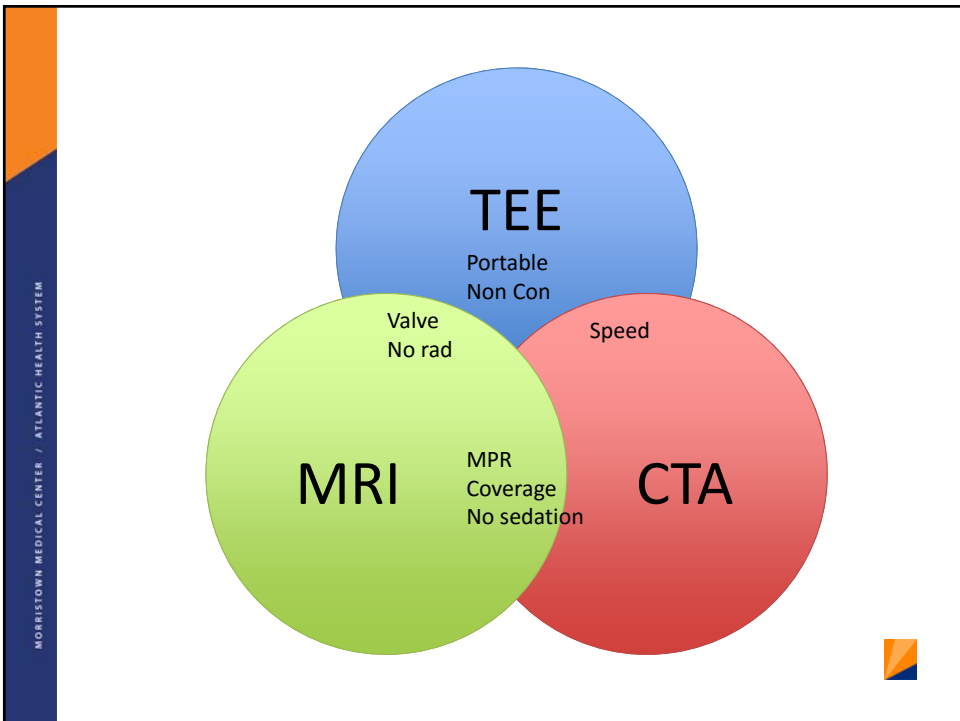 MORRISTOWN MEDICAL CENTER / ATLANTIC HEALTH SYSTEM
TEE
Portable
Non Con
Valve
No rad
Speed
MRI
MPR
Coverage
No sedation
CTA